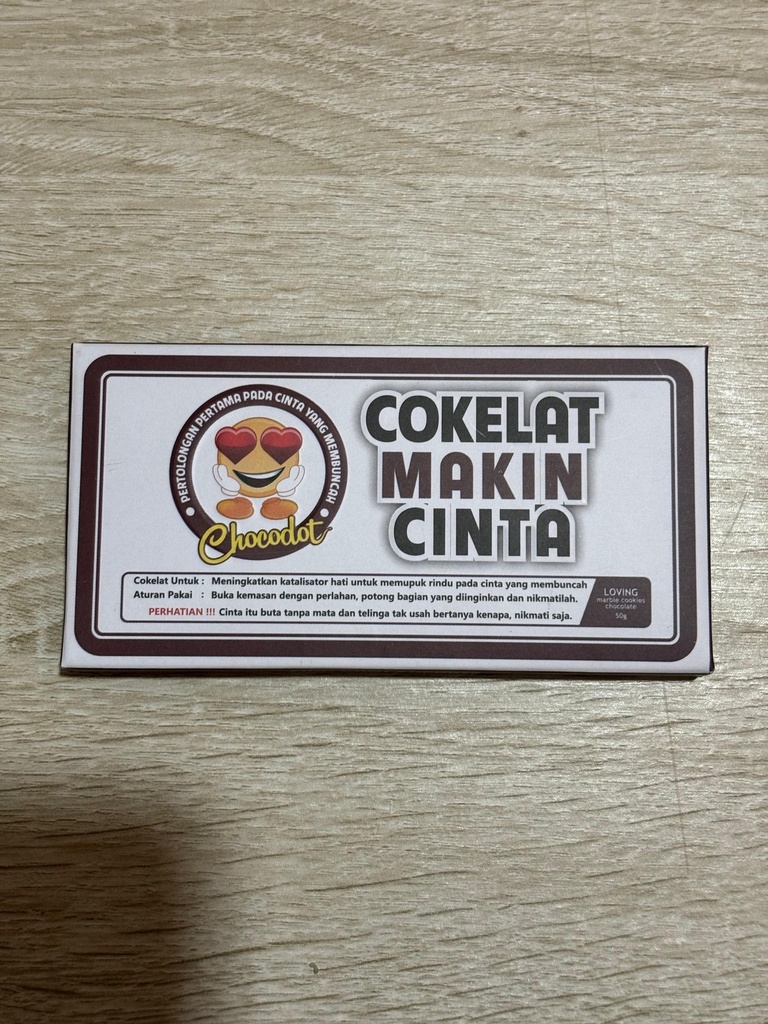 • PERTOLONGAN PERTAMA PADA CINTA YANG MEMBUNCAH •
Chocodot
COKELAT
MAKIN
CINTA
Cokelat Untuk : Meningkatkan katalisator hati untuk memupuk rindu pada cinta yang membuncah
Aturan Pakai : Buka kemasan dengan perlahan, potong bagian yang diinginkan dan nikmatilah.
PERHATIAN !!! Cinta itu buta tanpa mata dan telinga tak usah bertanya kenapa, nikmati saja.
LOVING
marble cookies
chocolate
50g